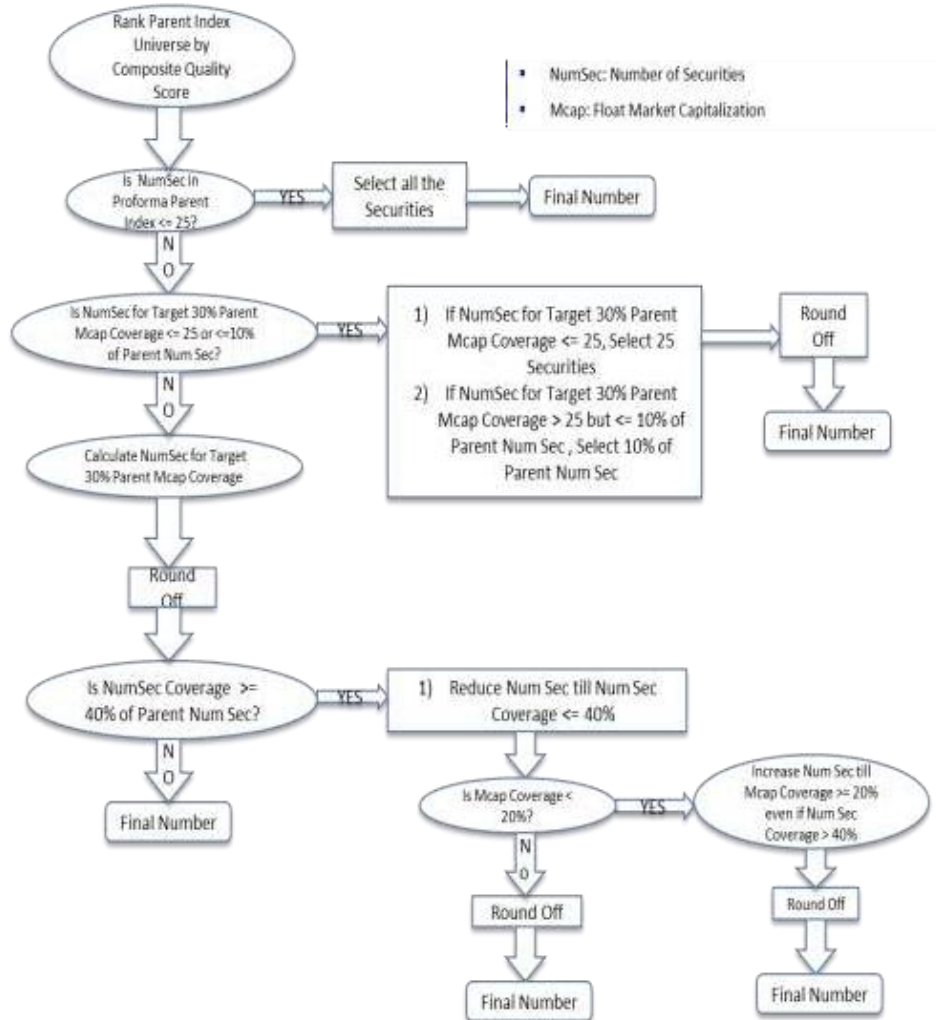 Rank Parent Index
Universe by
Composite Quality
Score
▪ NumSec: Number of Securities
▪ Mcap: Float Market Capitalization
Is NumSec in
Proforma Parent
Index <= 25?
YES
Select all the
Securities
Final Number
N
O
Is NumSec for Target 30% Parent
Mcap Coverage <= 25 or <=10%
of Parent Num Sec?
YES
1) If NumSec for Target 30% Parent
Mcap Coverage <= 25, Select 25
Securities
2) If NumSec for Target 30% Parent
Mcap Coverage > 25 but <= 10% of
Parent Num Sec , Select 10% of
Parent Num Sec
Round
Off
Final Number
N
O
Calculate NumSec for Target
30% Parent Mcap Coverage
Round
Off
Is NumSec Coverage >=
40% of Parent Num Sec?
YES
1) Reduce Num Sec till Num Sec
Coverage <= 40%
N
O
Final Number
Is Mcap Coverage <
20%?
YES
Increase Num Sec till
Mcap Coverage >= 20%
even if Num Sec
Coverage > 40%
N
o
Round Off
Final Number
Round Off
Final Number